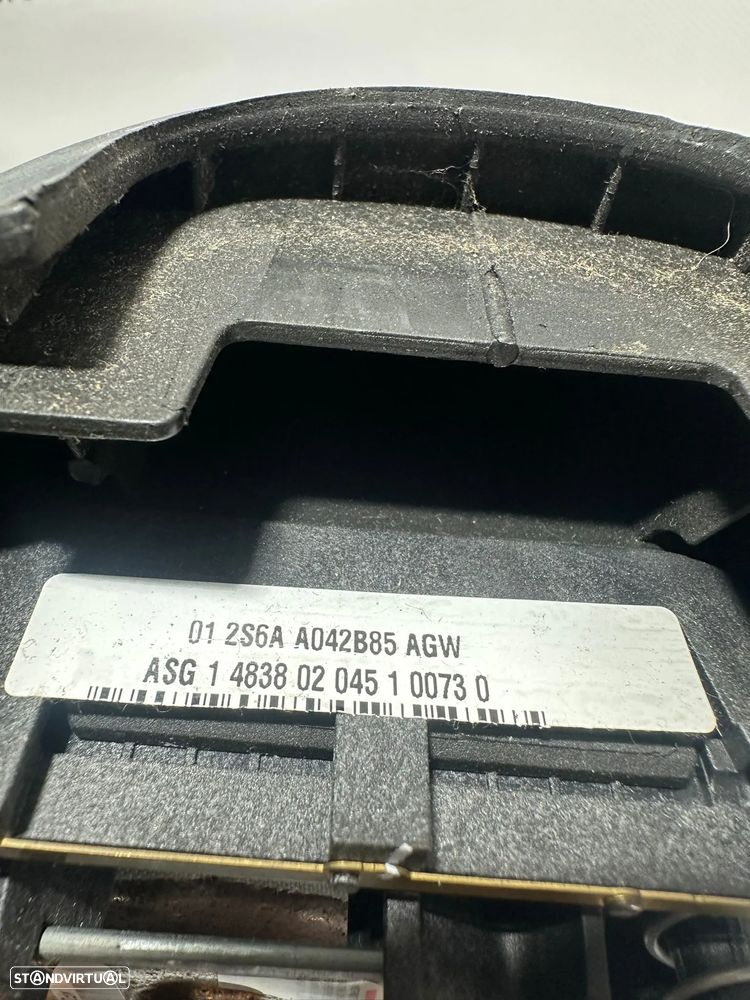 01 2S6A A042B85 AGW
ASG 1 4838 02 045 1 0073 0
STANDVIRTUAL